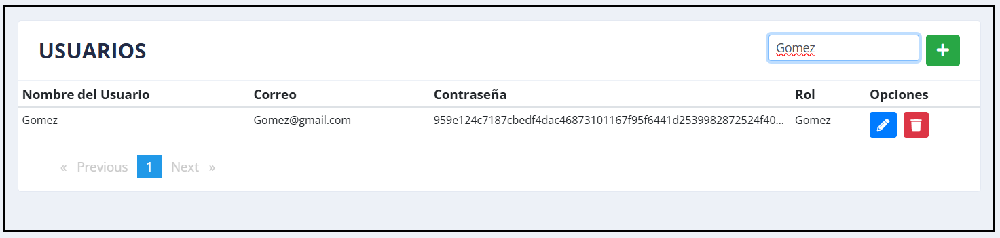 USUARIOS
Gomez
Nombre del Usuario Correo Contraseña Rol Opciones
Gomez Gomez@gmail.com 959e124c7187cbedf4dac46873101167f95f6441d2539982872524f40... Gomez
« Previous 1 Next »